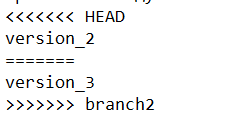 <<<<<<< HEAD
version_2
=======
version_3
>>>>>>> branch2